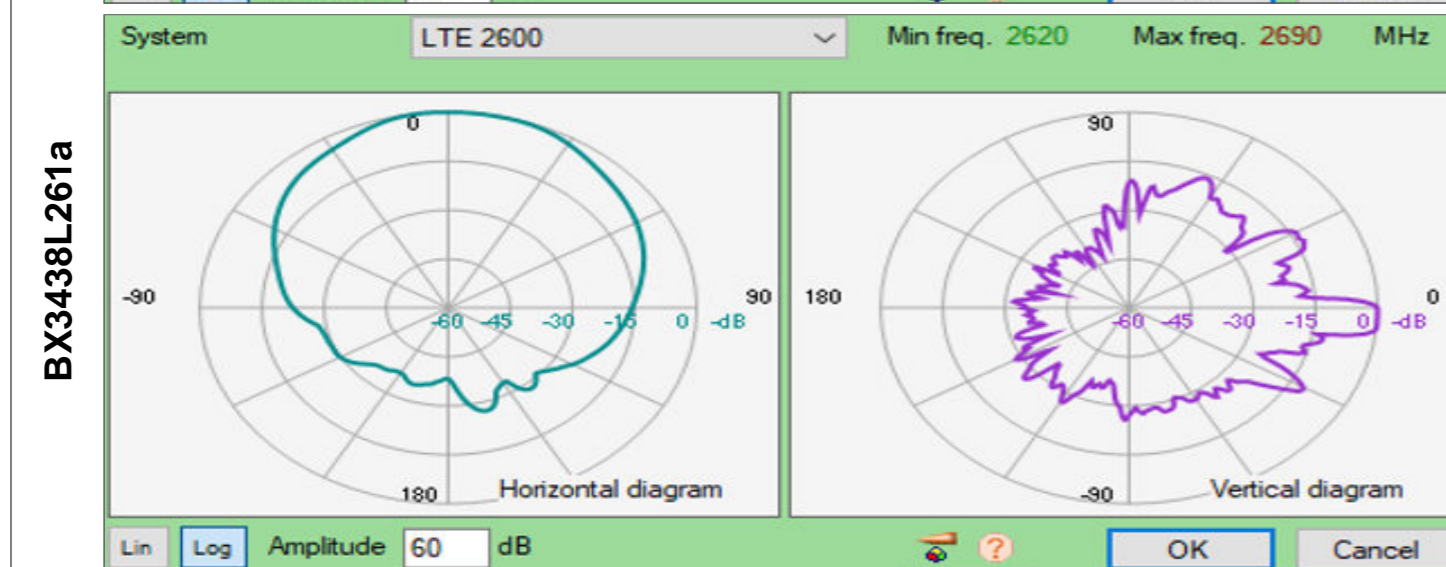 BX3438L261a
System LTE 2600 Min freq. 2620 Max freq. 2690 MHz
0
-90 90
-60 -45 -30 -15 0 -dB
180 Horizontal diagram
90
180 0
-60 -45 -30 -15 0 -dB
-90 Vertical diagram
Lin Log Amplitude 60 dB ? OK Cancel